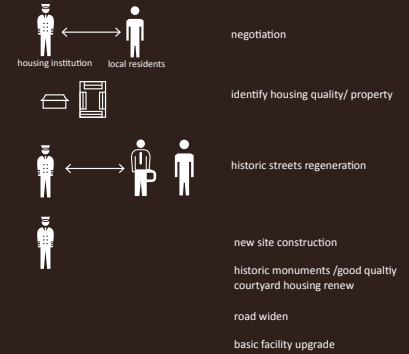 negotiation
housing institution
local residents
identify housing quality/ property
historic streets regeneration
new site construction
historic monuments /good qualtiy
courtyard housing renew
road widen
basic facility upgrade